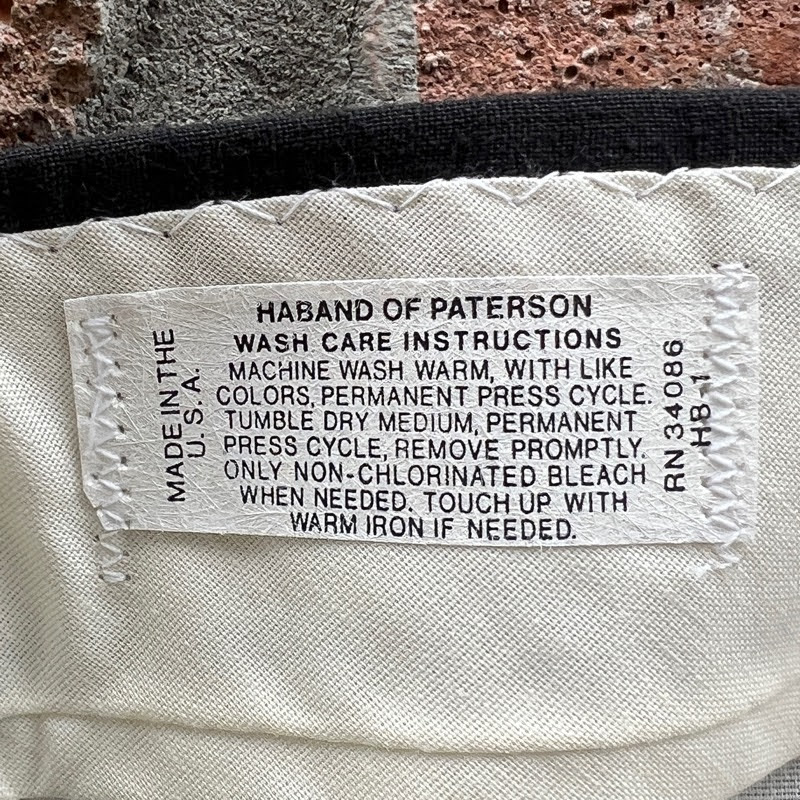 HABAND OF PATERSON
WASH CARE INSTRUCTIONS
MACHINE WASH WARM, WITH LIKE
COLORS, PERMANENT PRESS CYCLE.
TUMBLE DRY MEDIUM, PERMANENT
PRESS CYCLE, REMOVE PROMPTLY.
ONLY NON-CHLORINATED BLEACH
WHEN NEEDED. TOUCH UP WITH
WARM IRON IF NEEDED.
MADE IN THE
U.S.A.
RN 34086
HB-1